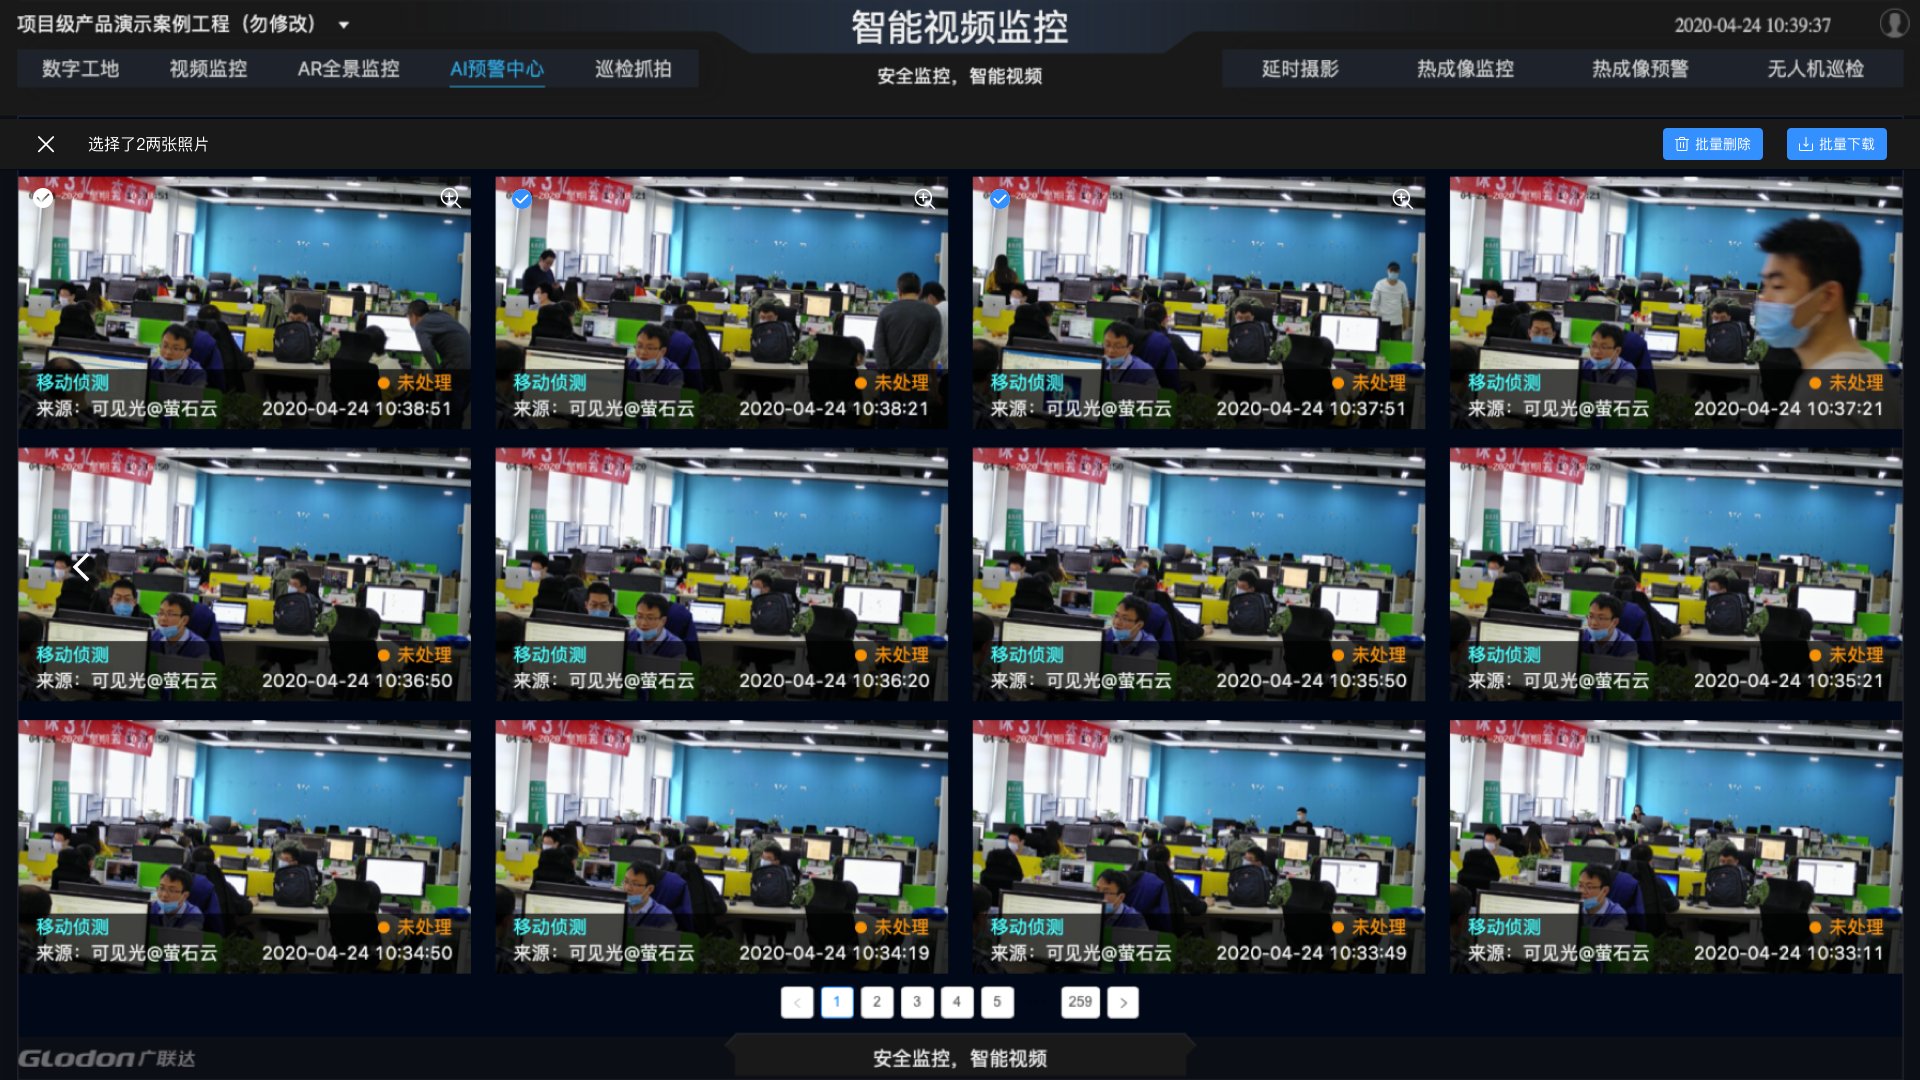 项目级产品演示案例工程（勿修改）
智能视频监控
2020-04-24 10:39:37
数字工地 视频监控 AR全景监控 AI预警中心 巡检抓拍
安全监控，智能视频
延时摄影 热成像监控 热成像预警 无人机巡检
选择了2两张照片
批量删除 批量下载
移动侦测 未处理
来源：可见光@萤石云 2020-04-24 10:38:51
移动侦测 未处理
来源：可见光@萤石云 2020-04-24 10:38:21
移动侦测 未处理
来源：可见光@萤石云 2020-04-24 10:37:51
移动侦测 未处理
来源：可见光@萤石云 2020-04-24 10:37:21
移动侦测 未处理
来源：可见光@萤石云 2020-04-24 10:36:50
移动侦测 未处理
来源：可见光@萤石云 2020-04-24 10:36:20
移动侦测 未处理
来源：可见光@萤石云 2020-04-24 10:35:50
移动侦测 未处理
来源：可见光@萤石云 2020-04-24 10:35:21
移动侦测 未处理
来源：可见光@萤石云 2020-04-24 10:34:50
移动侦测 未处理
来源：可见光@萤石云 2020-04-24 10:34:19
移动侦测 未处理
来源：可见光@萤石云 2020-04-24 10:33:49
移动侦测 未处理
来源：可见光@萤石云 2020-04-24 10:33:11
1 2 3 4 5 259
GLODON广联达
安全监控，智能视频